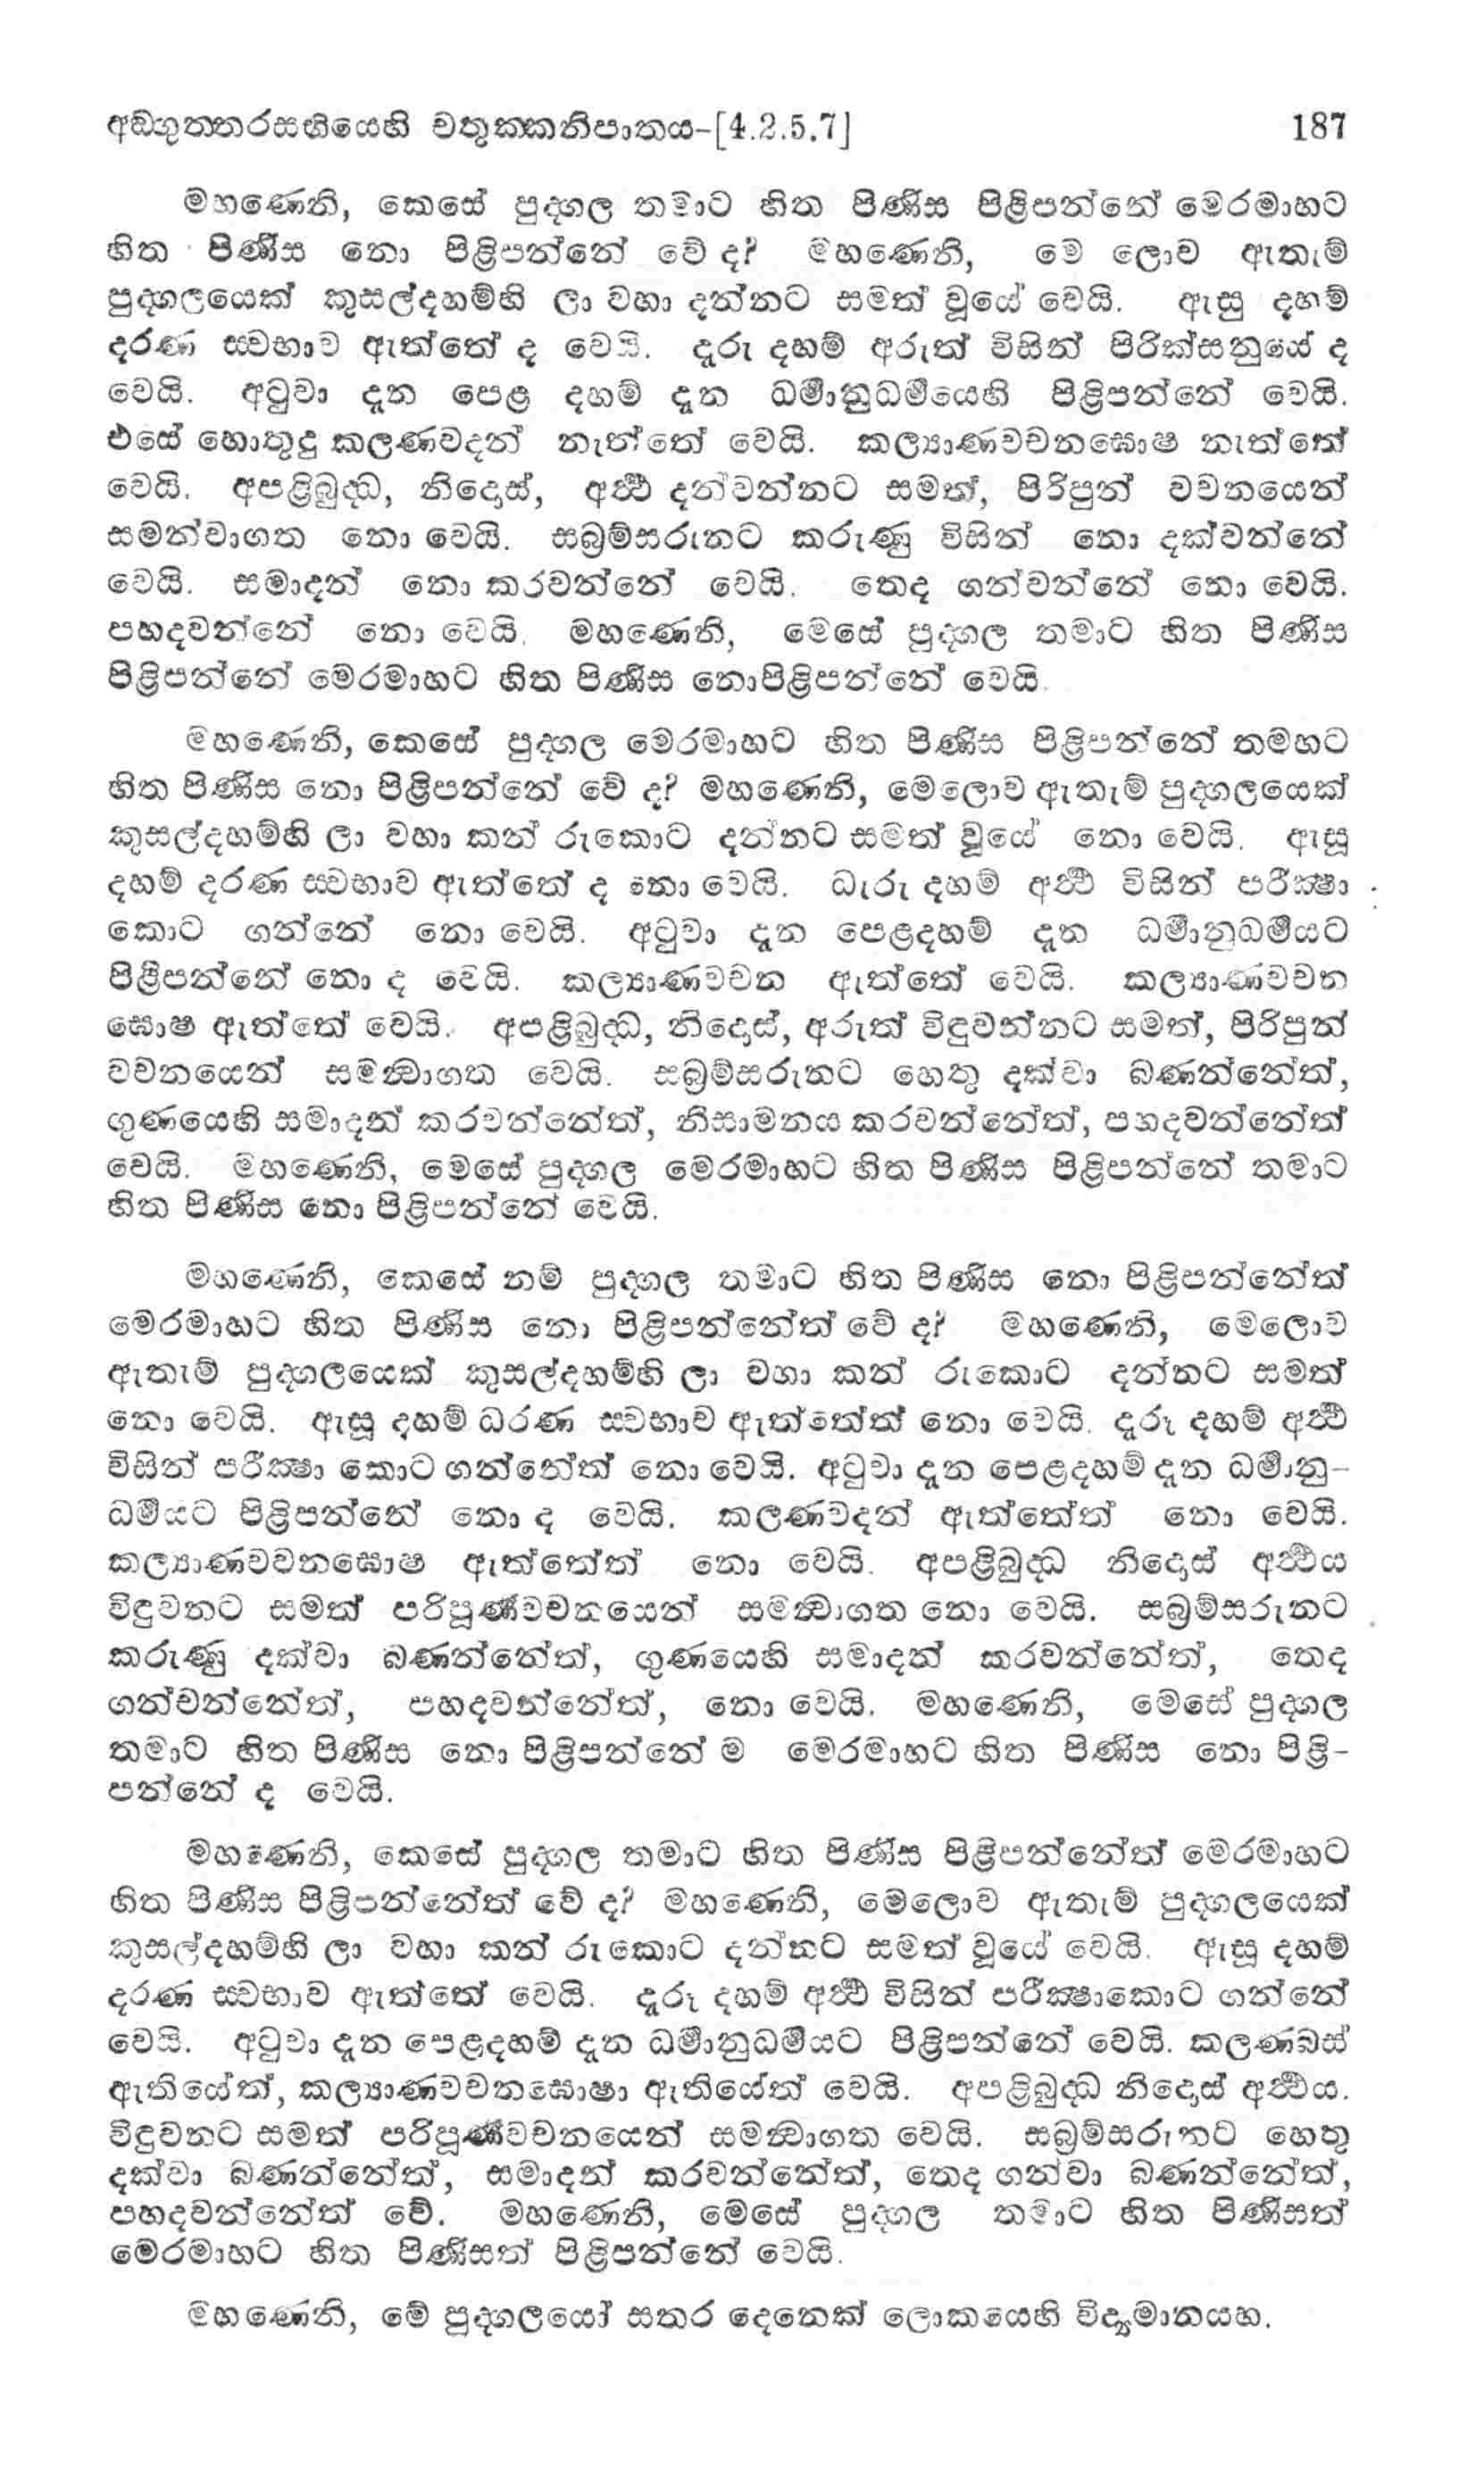 අඞ්ගුත්තරසඟියෙහි චතුක්කනිපාතය-[4.2.5.7] 187
මහණෙනි, කෙසේ පුද්ගල තමාට හිත පිණිස පිළිපන්නේ මෙරමාහට
හිත පිණිස නො පිළිපන්නේ වේ ද? මහණෙනි, මෙ ලොව ඇතැම්
පුද්ගලයෙක් කුසල්දහම්හි ලා වහා දන්නට සමත් වූයේ වෙයි. ඇසු දහම්
දරණ ස්වභාව ඇත්තේ ද වෙයි. දැරු දහම් අරුත් විසින් පිරික්සනුයේ ද
වෙයි. අටුවා දැන පෙළ දහම් දැන ධර්මානුධර්මයෙහි පිළිපන්නේ වෙයි.
එසේ හොතුදු කලණවදන් නැත්තේ වෙයි. කල්‍යාණවචනඝොෂ නැත්තේ
වෙයි. අපළිබුද්ධ, නිදොස්, අර්ත්ථ දන්වන්නට සමත්, පිරිපුන් වචනයෙන්
සමන්වාගත නො වෙයි. සබ්‍රම්සරුනට කරුණු විසින් නො දක්වන්නේ
වෙයි. සමාදන් නො කරවන්නේ වෙයි. තෙද ගන්වන්නේ නො වෙයි.
පහදවන්නේ නො වෙයි. මහණෙනි, මෙසේ පුද්ගල තමාට හිත පිණිස
පිළිපන්නේ මෙරමාහට හිත පිණිස නොපිළිපන්නේ වෙයි.
මහණෙනි, කෙසේ පුද්ගල මෙරමාහට හිත පිණිස පිළිපන්නේ තමහට
හිත පිණිස නො පිළිපන්නේ වේ ද? මහණෙනි, මෙලොව ඇතැම් පුද්ගලයෙක්
කුසල්දහම්හි ලා වහා කන් රුකොට දන්නට සමත් වූයේ නො වෙයි. ඇසූ
දහම් දරණ ස්වභාව ඇත්තේ ද නො වෙයි. ධැරු දහම් අර්ත්ථ විසින් පරීක්‍ෂා
කොට ගන්නේ නො වෙයි. අටුවා දැන පෙළදහම් දැන ධර්මානුධර්මයට
පිළිපන්නේ නො ද වෙයි. කල්‍යාණවචන ඇත්තේ වෙයි. කල්‍යාණවචන
ඝොෂ ඇත්තේ වෙයි. අපළිබුද්ධ, නිදොස්, අරුත් විඳුවන්නට සමත්, පිරිපුන්
වචනයෙන් සමන්වාගත වෙයි. සබ්‍රම්සරුනට හෙතු දක්වා බණන්නේත්,
ගුණයෙහි සමාදන් කරවන්නේත්, නිසාමනය කරවන්නේත්, පහදවන්නේත්
වෙයි. මහණෙනි, මෙසේ පුද්ගල මෙරමාහට හිත පිණිස පිළිපන්නේ තමාට
හිත පිණිස නො පිළිපන්නේ වෙයි.
මහණෙනි, කෙසේ නම් පුද්ගල තමාට හිත පිණිස නො පිළිපන්නේත්
මෙරමාහට හිත පිණිස නො පිළිපන්නේත් වේ ද? මහණෙනි, මෙලොව
ඇතැම් පුද්ගලයෙක් කුසල්දහම්හි ලා වහා කන් රුකොට දන්නට සමත්
නො වෙයි. ඇසූ දහම් ධරණ ස්වභාව ඇත්තේත් නො වෙයි. දැරූ දහම් අර්ත්ථ
විසින් පරීක්‍ෂා කොට ගන්නේත් නො වෙයි. අටුවා දැන පෙළදහම් දැන ධර්මානු-
ධර්මයට පිළිපන්නේ නො ද වෙයි. කලණවදන් ඇත්තේත් නො වෙයි.
කල්‍යාණවචනඝොෂ ඇත්තේත් නො වෙයි. අපළිබුද්ධ නිදොස් අර්ත්ථය
විඳුවනට සමත් පරිපූර්ණවචනයෙන් සමන්වාගත නො වෙයි. සබ්‍රම්සරුනට
කරුණු දක්වා බණන්නේත්, ගුණයෙහි සමාදන් කරවන්නේත්, තෙද
ගන්වන්නේත්, පහදවන්නේත්, නො වෙයි. මහණෙනි, මෙසේ පුද්ගල
තමාට හිත පිණිස නො පිළිපන්නේ ම මෙරමාහට හිත පිණිස නො පිළි-
පන්නේ ද වෙයි.
මහණෙනි, කෙසේ පුද්ගල තමාට හිත පිණිස පිළිපන්නේත් මෙරමාහට
හිත පිණිස පිළිපන්නේත් වේ ද? මහණෙනි, මෙලොව ඇතැම් පුද්ගලයෙක්
කුසල්දහම්හි ලා වහා කන් රුකොට දන්නට සමත් වූයේ වෙයි. ඇසූ දහම්
දරණ ස්වභාව ඇත්තේ වෙයි. දැරූ දහම් අර්ත්ථ විසින් පරීක්‍ෂාකොට ගන්නේ
වෙයි. අටුවා දැන පෙළදහම් දැන ධර්මානුධර්මයට පිළිපන්නේ වෙයි. කලණබස්
ඇතියේත්, කල්‍යාණවචනඝොෂා ඇතියේත් වෙයි. අපළිබුද්ධ නිදොස් අර්ත්ථය.
විඳුවනට සමත් පරිපූර්ණවචනයෙන් සමන්වාගත වෙයි. සබ්‍රම්සරුනට හෙතු
දක්වා බණන්නේත්, සමාදන් කරවන්නේත්, තෙද ගන්වා බණන්නේත්,
පහදවන්නේත් වේ. මහණෙනි, මෙසේ පුද්ගල තමාට හිත පිණිසත්
මෙරමාහට හිත පිණිසත් පිළිපන්නේ වෙයි.
මහණෙනි, මේ පුද්ගලයෝ සතර දෙනෙක් ලොකයෙහි විද්‍යමානයහ.